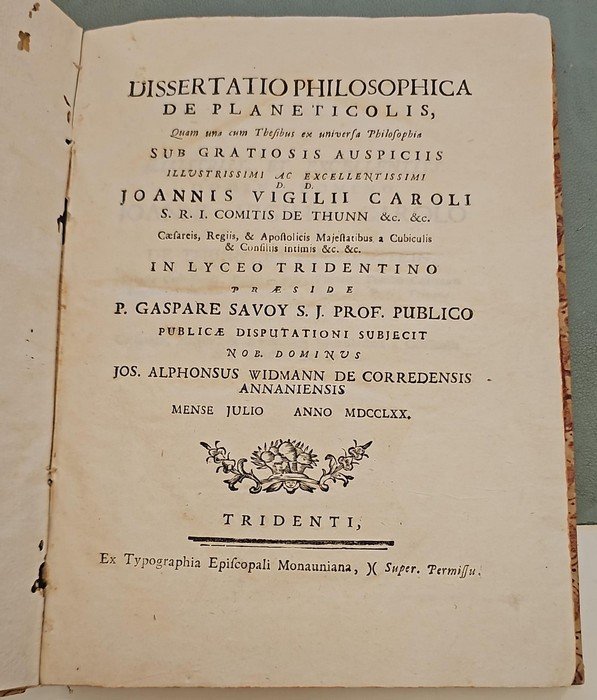 DISSERTATIO PHILOSOPHICA
DE PLANETICOLIS,
Quam una cum Theſibus ex univerſa Philoſophia
SUB GRATIOSIS AUSPICIIS
ILLUSTRISSIMI AC EXCELLENTISSIMI
D. D.
JOANNIS VIGILII CAROLI
S. R. I. COMITIS DE THUNN &c. &c.
Cæſareis, Regiis, & Apoſtolicis Majeſtatibus a Cubiculis
& Conſiliis intimis &c. &c.
IN LYCEO TRIDENTINO
PRÆSIDE
P. GASPARE SAVOY S. J. PROF. PUBLICO
PUBLICÆ DISPUTATIONI SUBJECIT
NOB. DOMINUS
JOS. ALPHONSUS WIDMANN DE CORREDENSIS
ANNANIENSIS
MENSE JULIO ANNO MDCCLXX.
TRIDENTI,
Ex Typographia Epiſcopali Monauniana, )( Super. Permiſſu.